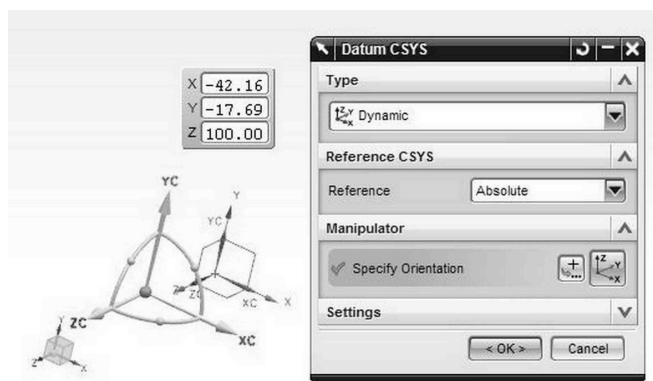 Datum CSYS
Type
X -42.16
Y -17.69
Z 100.00
Z Y X Dynamic
Reference CSYS
Reference Absolute
Manipulator
Specify Orientation
Z Y X
Settings
< OK > Cancel
YC
Y
YC
ZC
Z
ZC
XC
X
XC
Y
Z
X